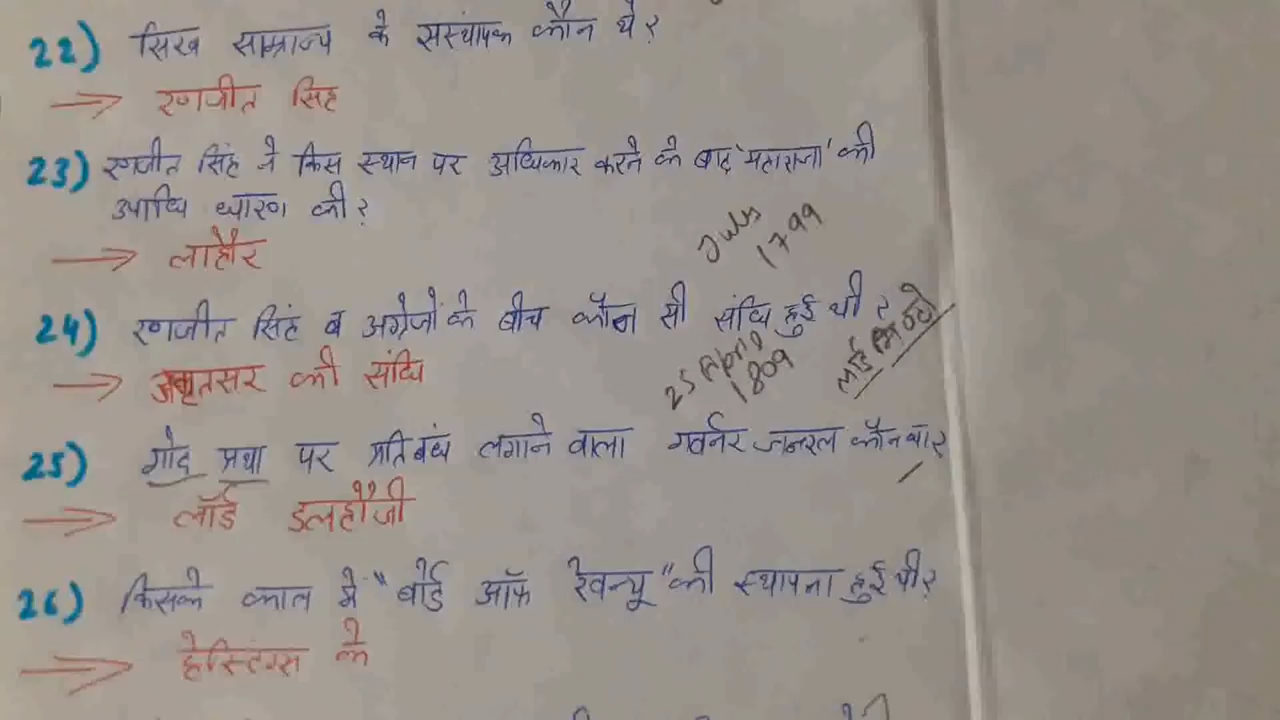 22) सिख साम्राज्य के संस्थापक कौन थे?
→ रणजीत सिंह
23) रणजीत सिंह ने किस स्थान पर अधिकार करने के बाद 'महाराजा' की
उपाधि धारण की?
→ लाहौर
July
1799
24) रणजीत सिंह व अंग्रेजों के बीच कौन सी संधि हुई थी?
→ अमृतसर की संधि
25 April
1809
लार्ड मिन्टो
25) गोद प्रथा पर प्रतिबंध लगाने वाला गवर्नर जनरल कौन था?
→ लॉर्ड डलहौजी
26) किसके काल मे "बोर्ड ऑफ रेवन्यू" की स्थापना हुई थी?
→ हेस्टिंग्स के